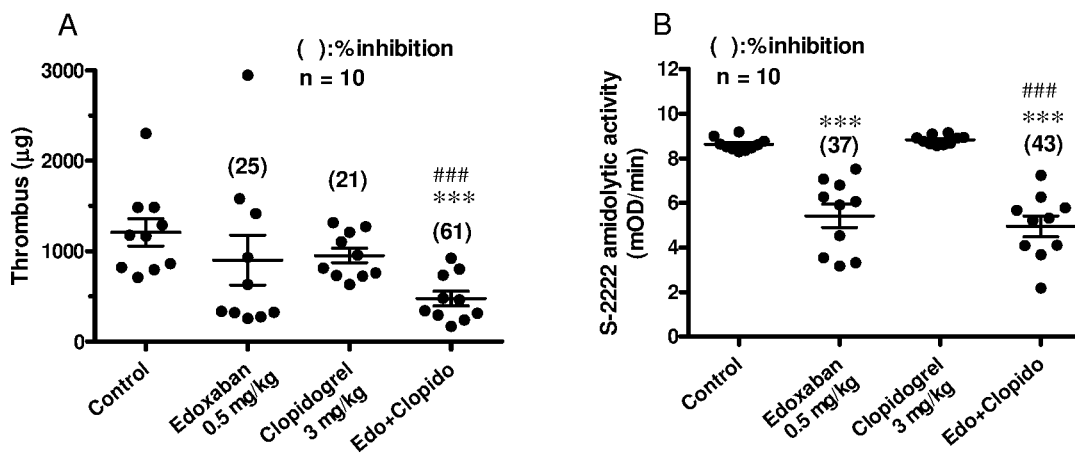 A
( ):%inhibition
n = 10
Thrombus (µg)
3000
2000
1000
0
(25)
(21)
###
***
(61)
Control
Edoxaban
0.5 mg/kg
Clopidogrel
3 mg/kg
Edo+Clopido
B
( ):%inhibition
n = 10
S-2222 amidolytic activity
(mOD/min)
12
10
8
6
4
2
0
***
(37)
###
***
(43)
Control
Edoxaban
0.5 mg/kg
Clopidogrel
3 mg/kg
Edo+Clopido